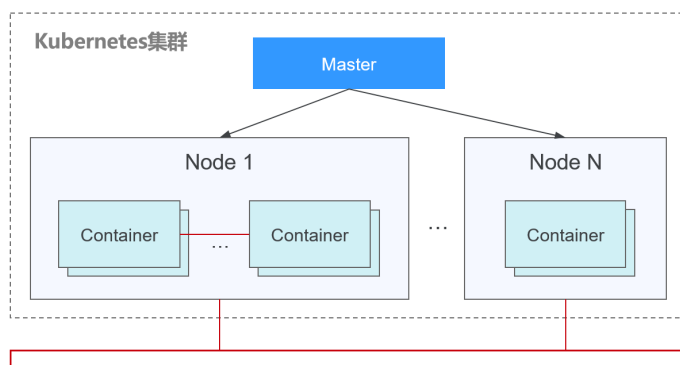 Kubernetes集群
Master
Node 1
Node N
Container
...
Container
...
Container